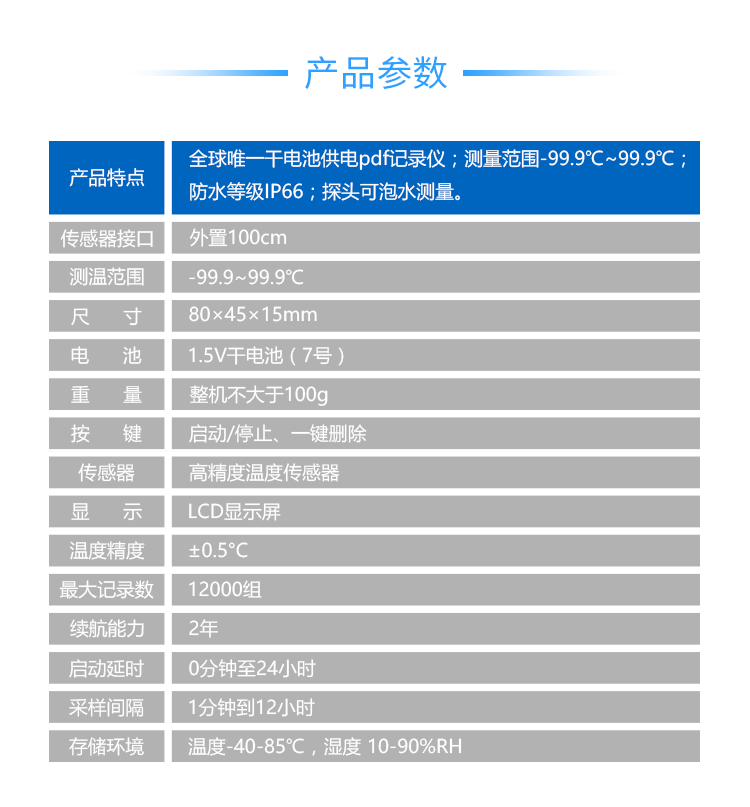 产品参数
产品特点 全球唯一干电池供电pdf记录仪；测量范围-99.9℃~99.9℃；
防水等级IP66；探头可泡水测量。
传感器接口 外置100cm
测温范围 -99.9~99.9℃
尺 寸 80×45×15mm
电 池 1.5V干电池（7号）
重 量 整机不大于100g
按 键 启动/停止、一键删除
传感器 高精度温度传感器
显 示 LCD显示屏
温度精度 ±0.5°C
最大记录数 12000组
续航能力 2年
启动延时 0分钟至24小时
采样间隔 1分钟到12小时
存储环境 温度-40-85℃，湿度 10-90%RH